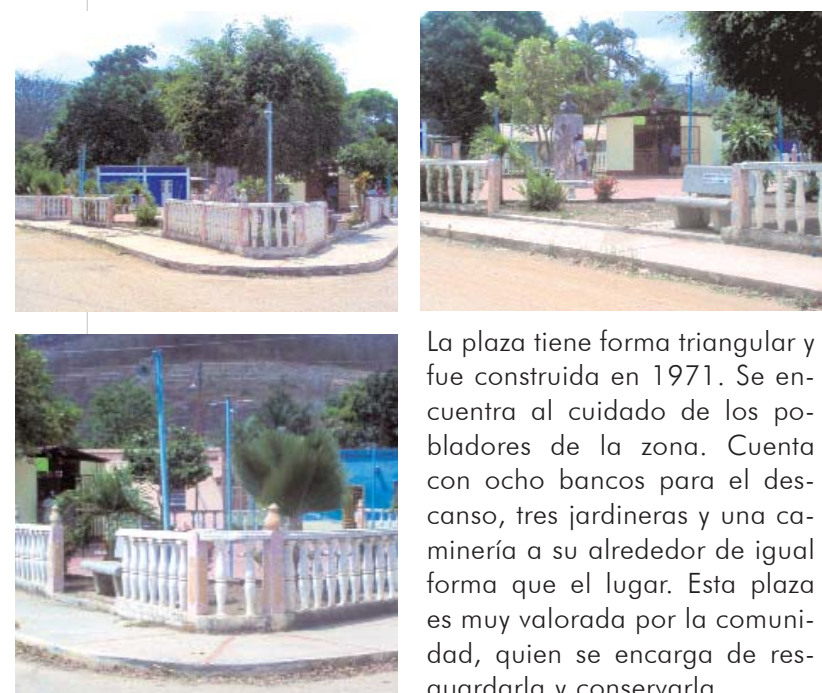 La plaza tiene forma triangular y
fue construida en 1971. Se en-
cuentra al cuidado de los po-
bladores de la zona. Cuenta
con ocho bancos para el des-
canso, tres jardineras y una ca-
minería a su alrededor de igual
forma que el lugar. Esta plaza
es muy valorada por la comuni-
dad, quien se encarga de res-
guardarla y conservarla.